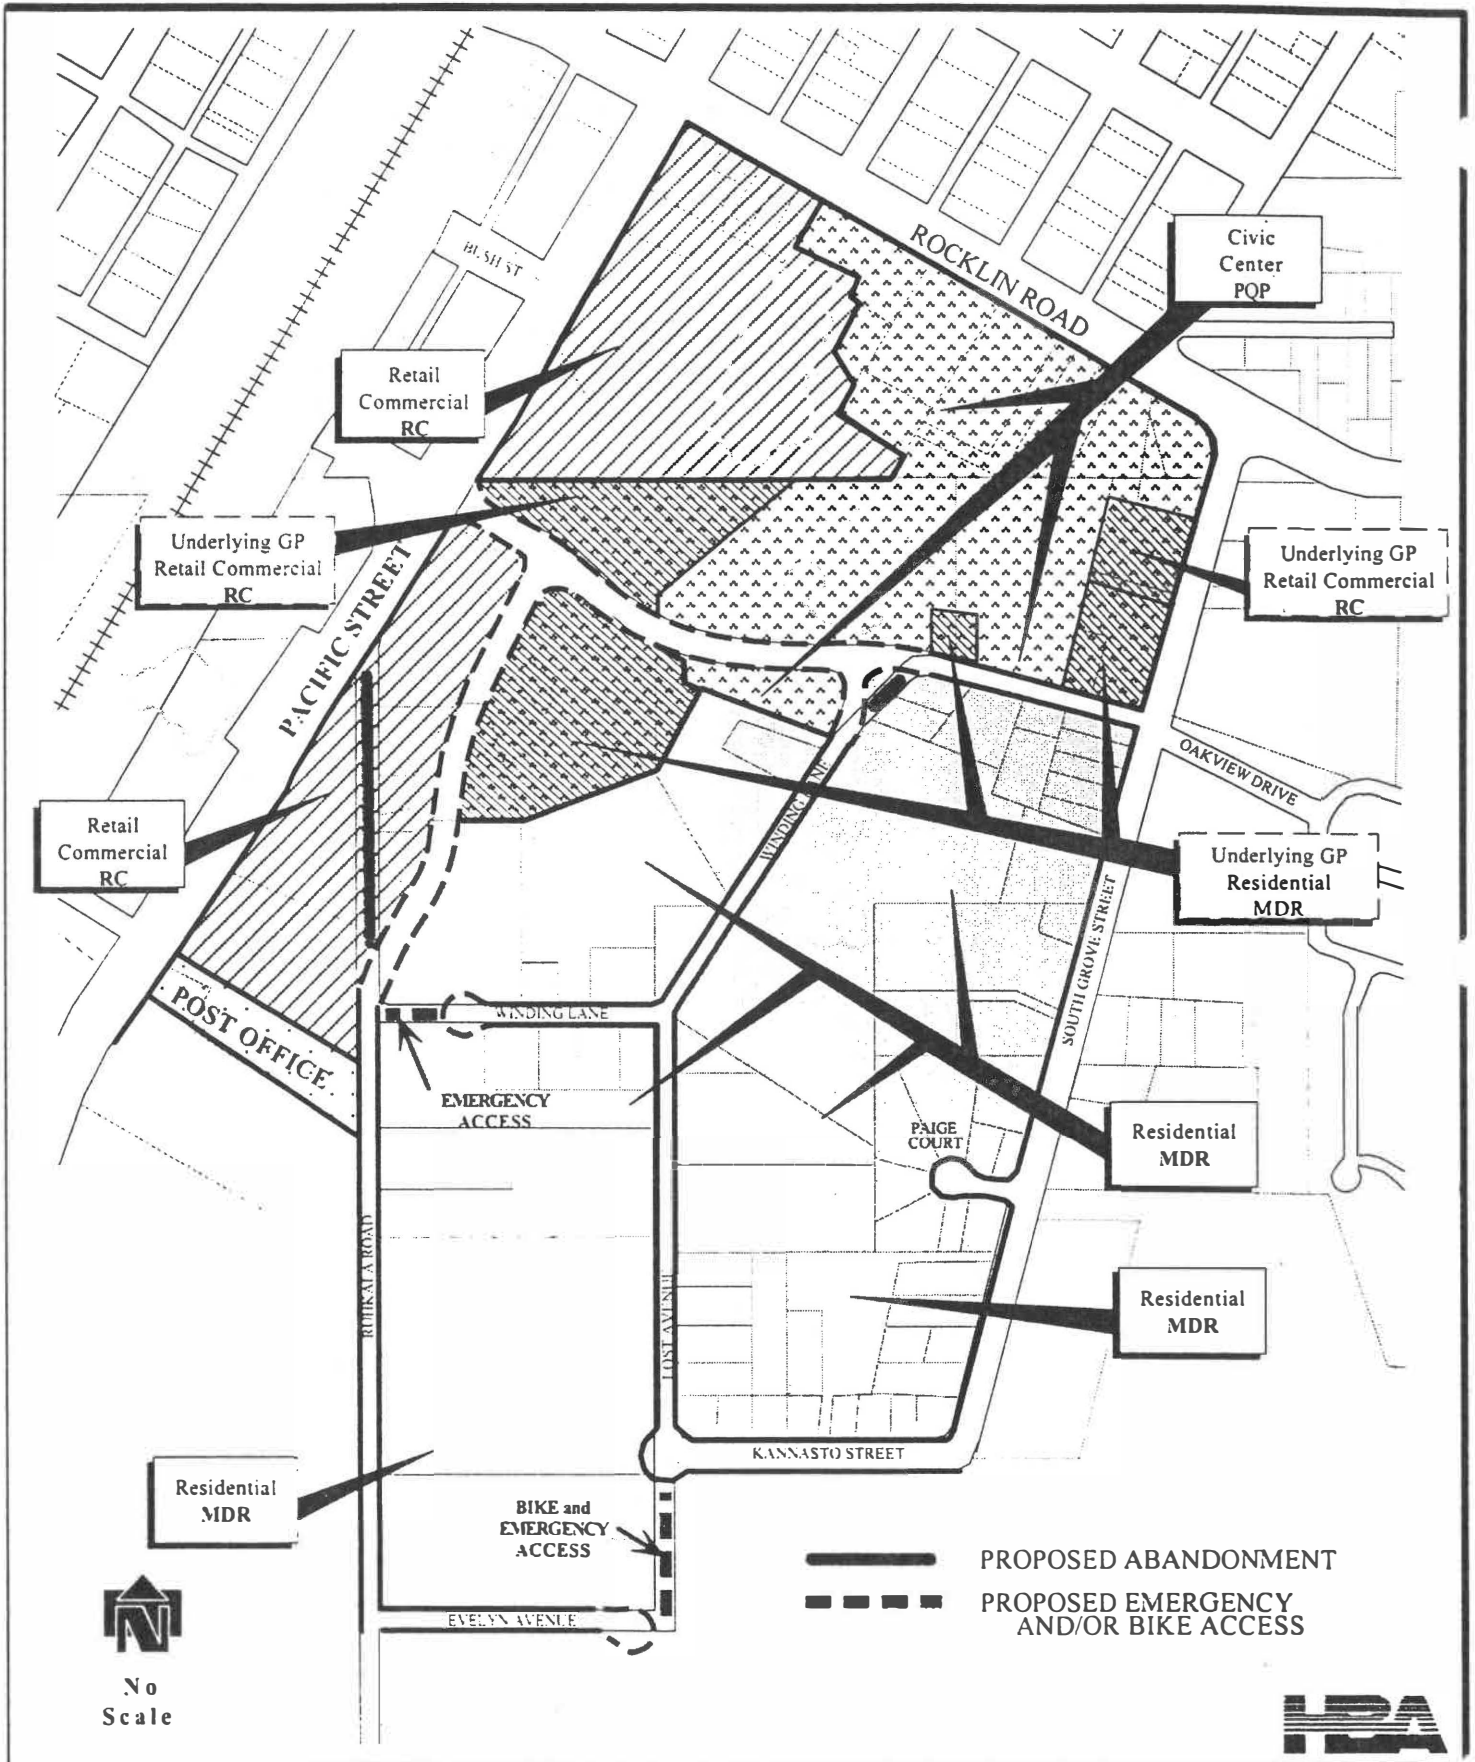 BUSH ST
ROCKLIN ROAD
Civic
Center
PQP
Retail
Commercial
RC
Underlying GP
Retail Commercial
RC
PACIFIC STREET
Underlying GP
Retail Commercial
RC
OAKVIEW DRIVE
Retail
Commercial
RC
Underlying GP
Residential
MDR
SOUTH GROVE STREET
POST OFFICE
WINDING LANE
EMERGENCY
ACCESS
PAIGE
COURT
Residential
MDR
RUHKALA ROAD
LOST AVENUE
Residential
MDR
KANNASTO STREET
Residential
MDR
BIKE and
EMERGENCY
ACCESS
EVELYN AVENUE
PROPOSED ABANDONMENT
PROPOSED EMERGENCY
AND/OR BIKE ACCESS
N
No
Scale
HBA